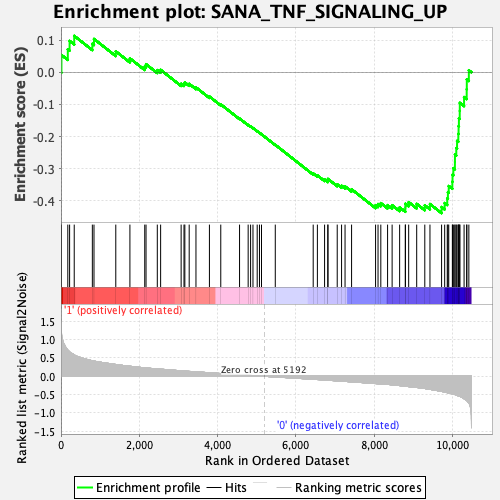 Enrichment plot: SANA_TNF_SIGNALING_UP
Enrichment score (ES)
0.1
0.0
-0.1
-0.2
-0.3
-0.4
'1' (positively correlated)
Ranked list metric (Signal2Noise)
1.5
1.0
0.5
0.0
-0.5
-1.0
-1.5
Zero cross at 5192
'0' (negatively correlated)
0
2,000
4,000
6,000
8,000
10,000
Rank in Ordered Dataset
Enrichment profile
Hits
Ranking metric scores